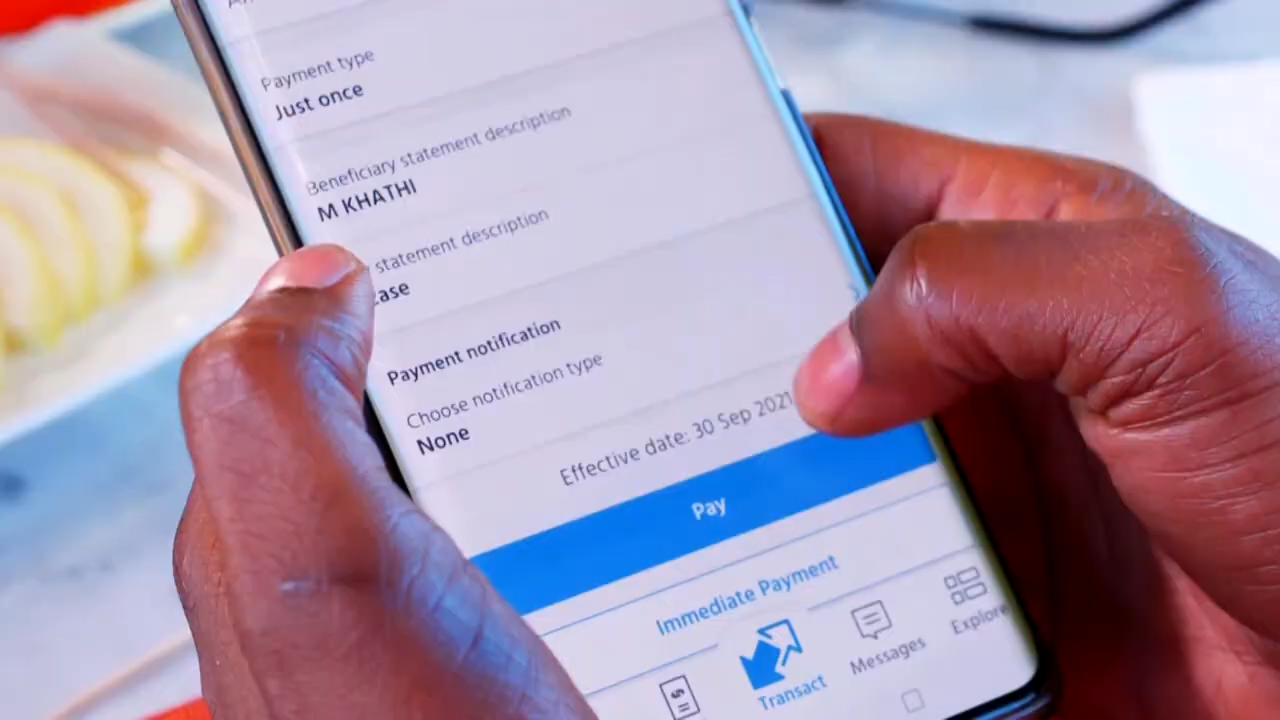 Payment type
Just once
Beneficiary statement description
M KHATHI
statement description
Payment notification
Choose notification type
None
Effective date: 30 Sep 2021
Pay
Immediate Payment
Transact
Messages
Explore